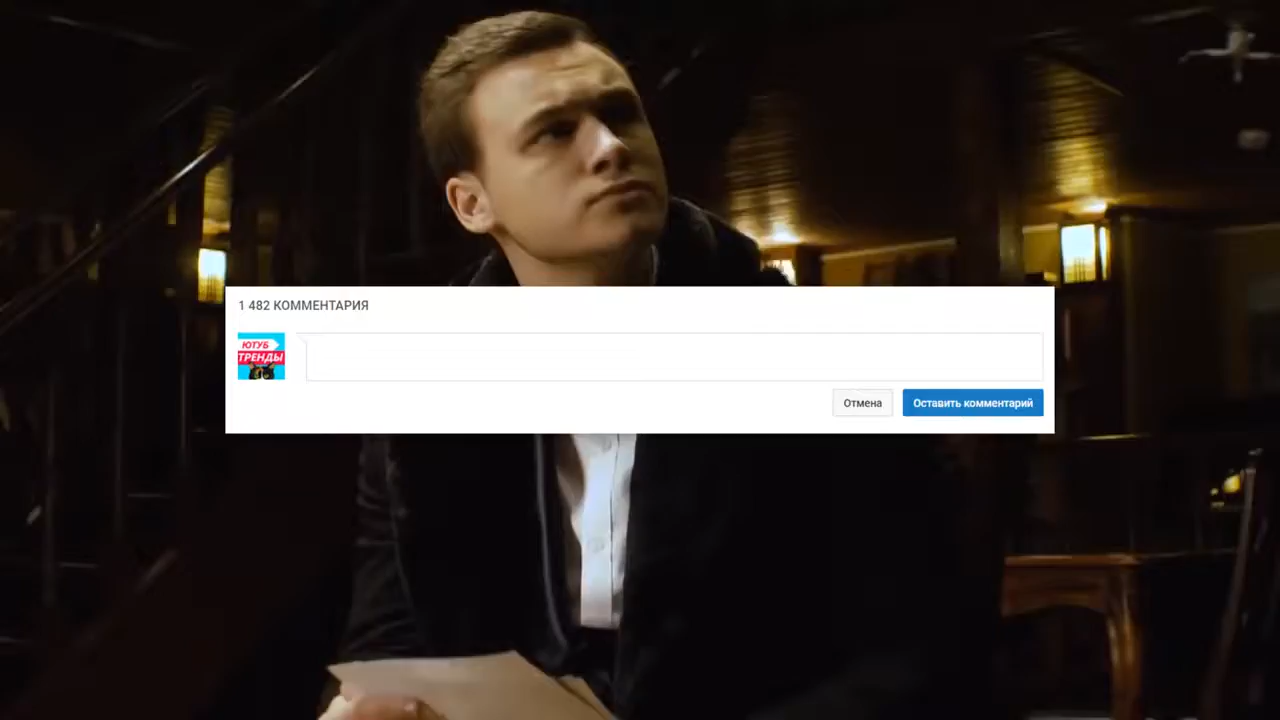 1 482 КОММЕНТАРИЯ
ЮТУБ
ТРЕНДЫ
Отмена
Оставить комментарий